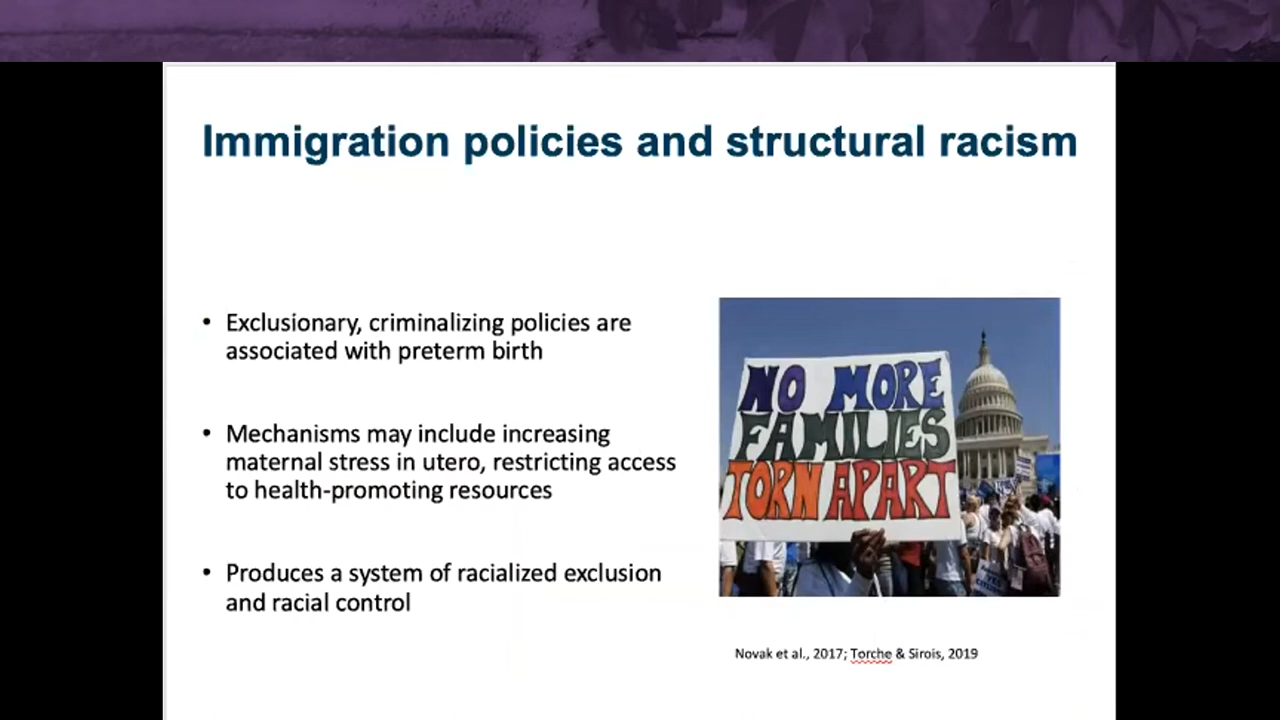 Immigration policies and structural racism
• Exclusionary, criminalizing policies are
associated with preterm birth
• Mechanisms may include increasing
maternal stress in utero, restricting access
to health-promoting resources
• Produces a system of racialized exclusion
and racial control
NO MORE
FAMILIES
TORN APART
Novak et al., 2017; Torche & Sirois, 2019